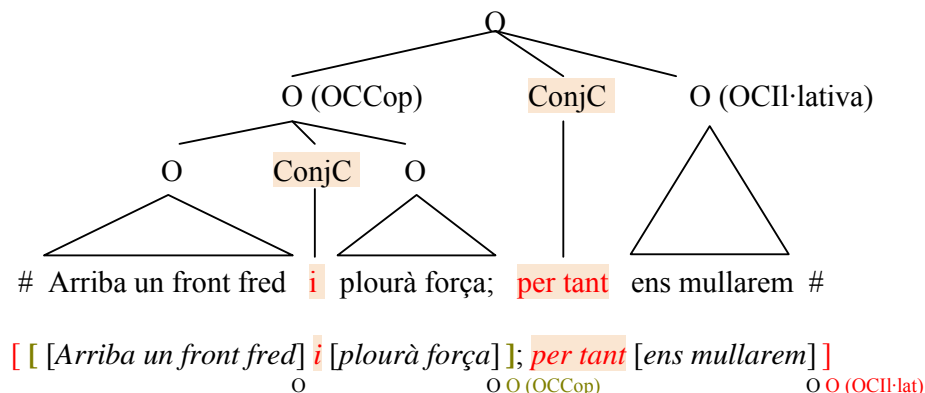 O
O (OCCop) ConjC O (OCIl·lativa)
O ConjC O
# Arriba un front fred i plourà força; per tant ens mullarem #
[ [ [Arriba un front fred] i [plourà força] ]; per tant [ens mullarem] ]
O O O (OCCop) O O (OCIl·lat)